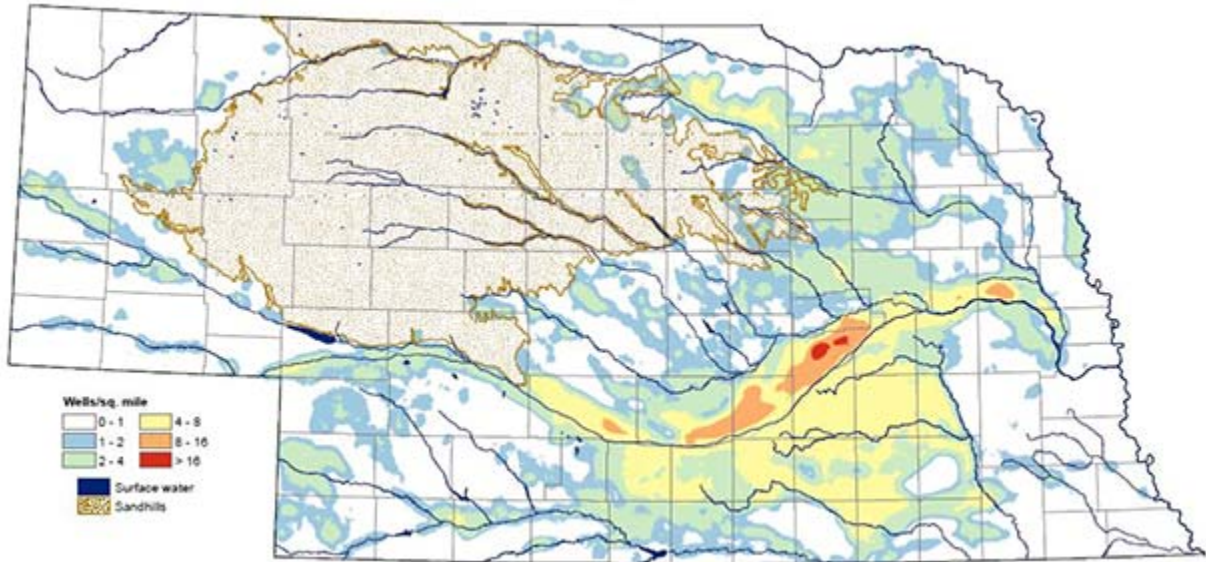 Wells/sq. mile
0 - 1
4 - 8
1 - 2
8 - 16
2 - 4
> 16
Surface water
Sandhills